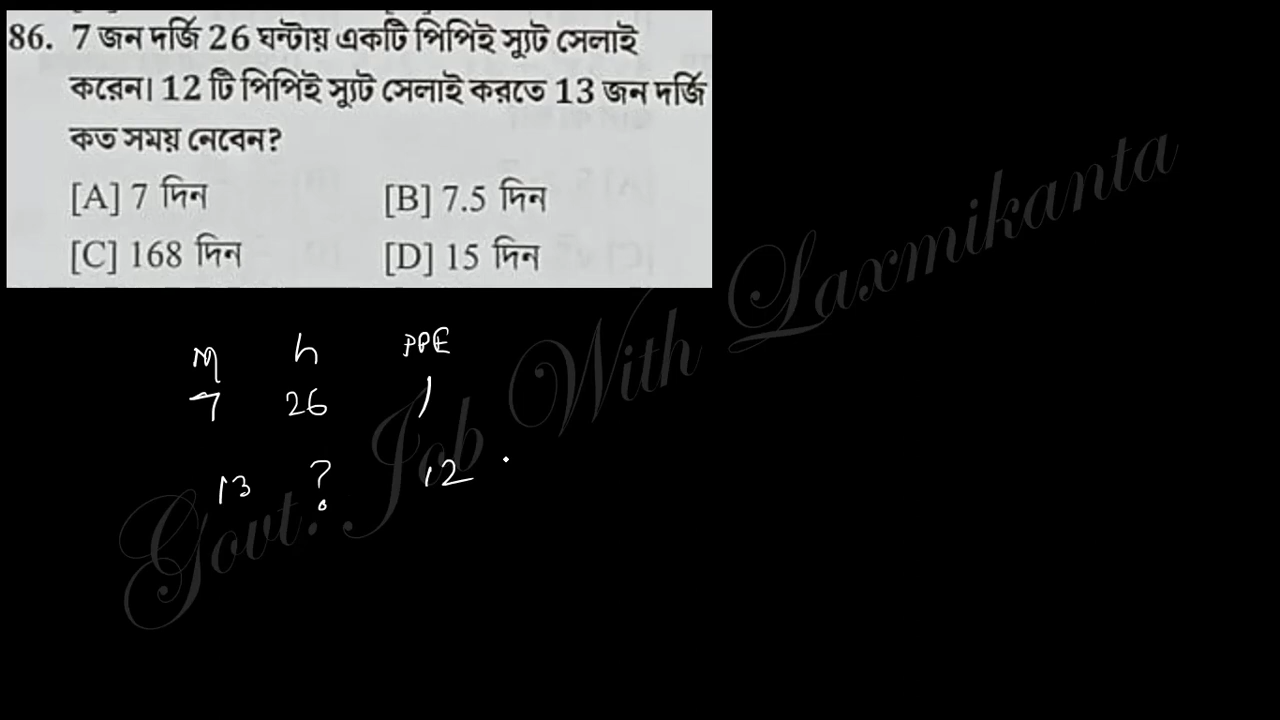 86. 7 জন দর্জি 26 ঘন্টায় একটি পিপিই স্যুট সেলাই
করেন। 12 টি পিপিই স্যুট সেলাই করতে 13 জন দর্জি
কত সময় নেবেন?
[A] 7 দিন [B] 7.5 দিন
[C] 168 দিন [D] 15 দিন
M h PPE
7 26 1
13 ? 12
Govt. Job With Laxmikanta